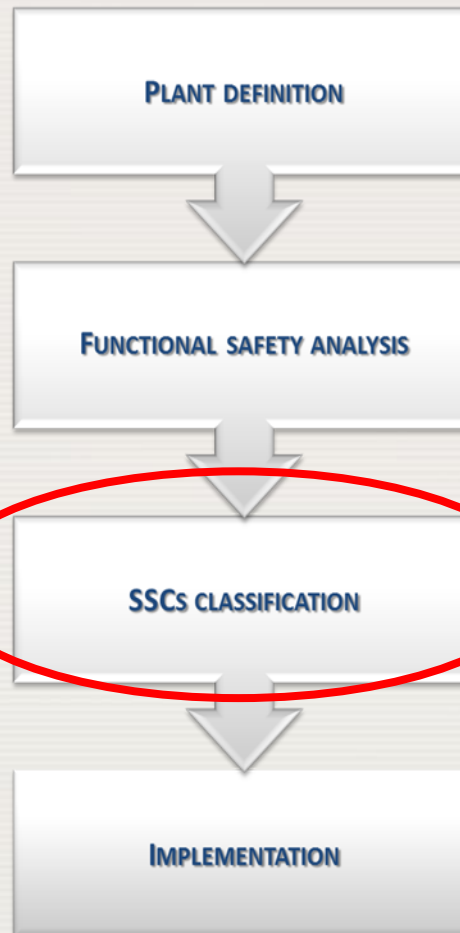 PLANT DEFINITION
FUNCTIONAL SAFETY ANALYSIS
SSCS CLASSIFICATION
IMPLEMENTATION